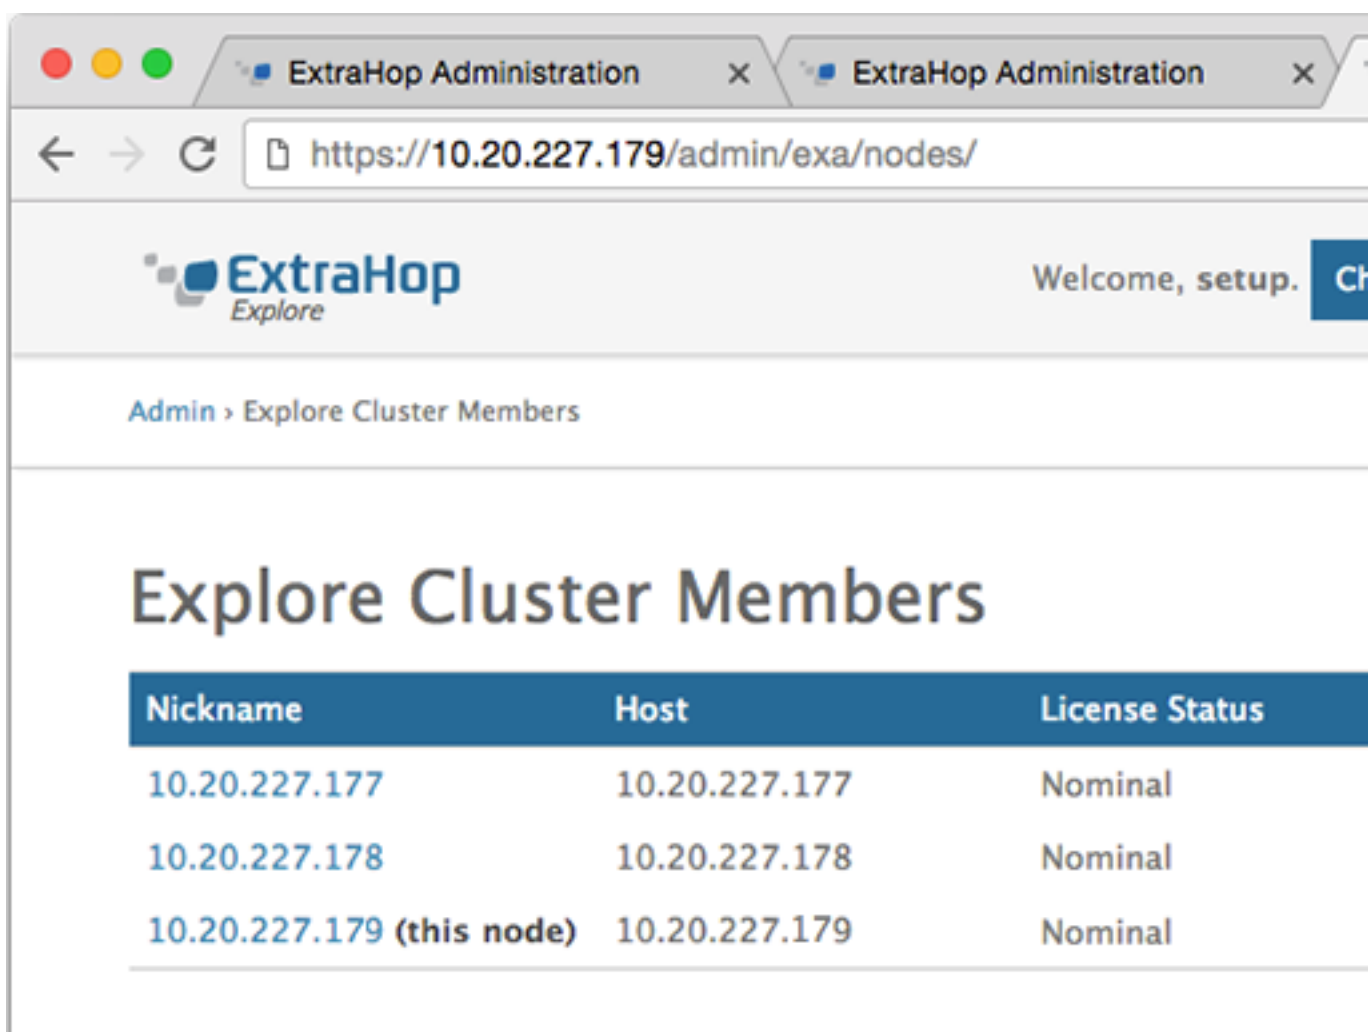 ExtraHop Administration ExtraHop Administration
https://10.20.227.179/admin/exa/nodes/
ExtraHop
Explore
Welcome, setup.
Admin › Explore Cluster Members
Explore Cluster Members
Nickname Host License Status
10.20.227.177 10.20.227.177 Nominal
10.20.227.178 10.20.227.178 Nominal
10.20.227.179 (this node) 10.20.227.179 Nominal